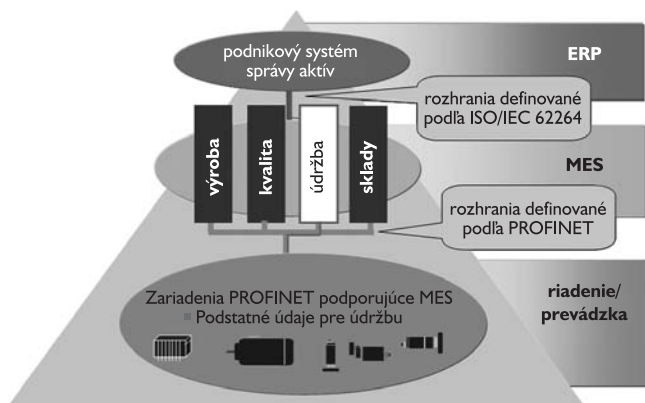 podnikový systém
správy aktív
ERP
rozhrania definované
podľa ISO/IEC 62264
výroba
kvalita
údržba
sklady
MES
rozhrania definované
podľa PROFINET
Zariadenia PROFINET podporujúce MES
▪ Podstatné údaje pre údržbu
riadenie/
prevádzka